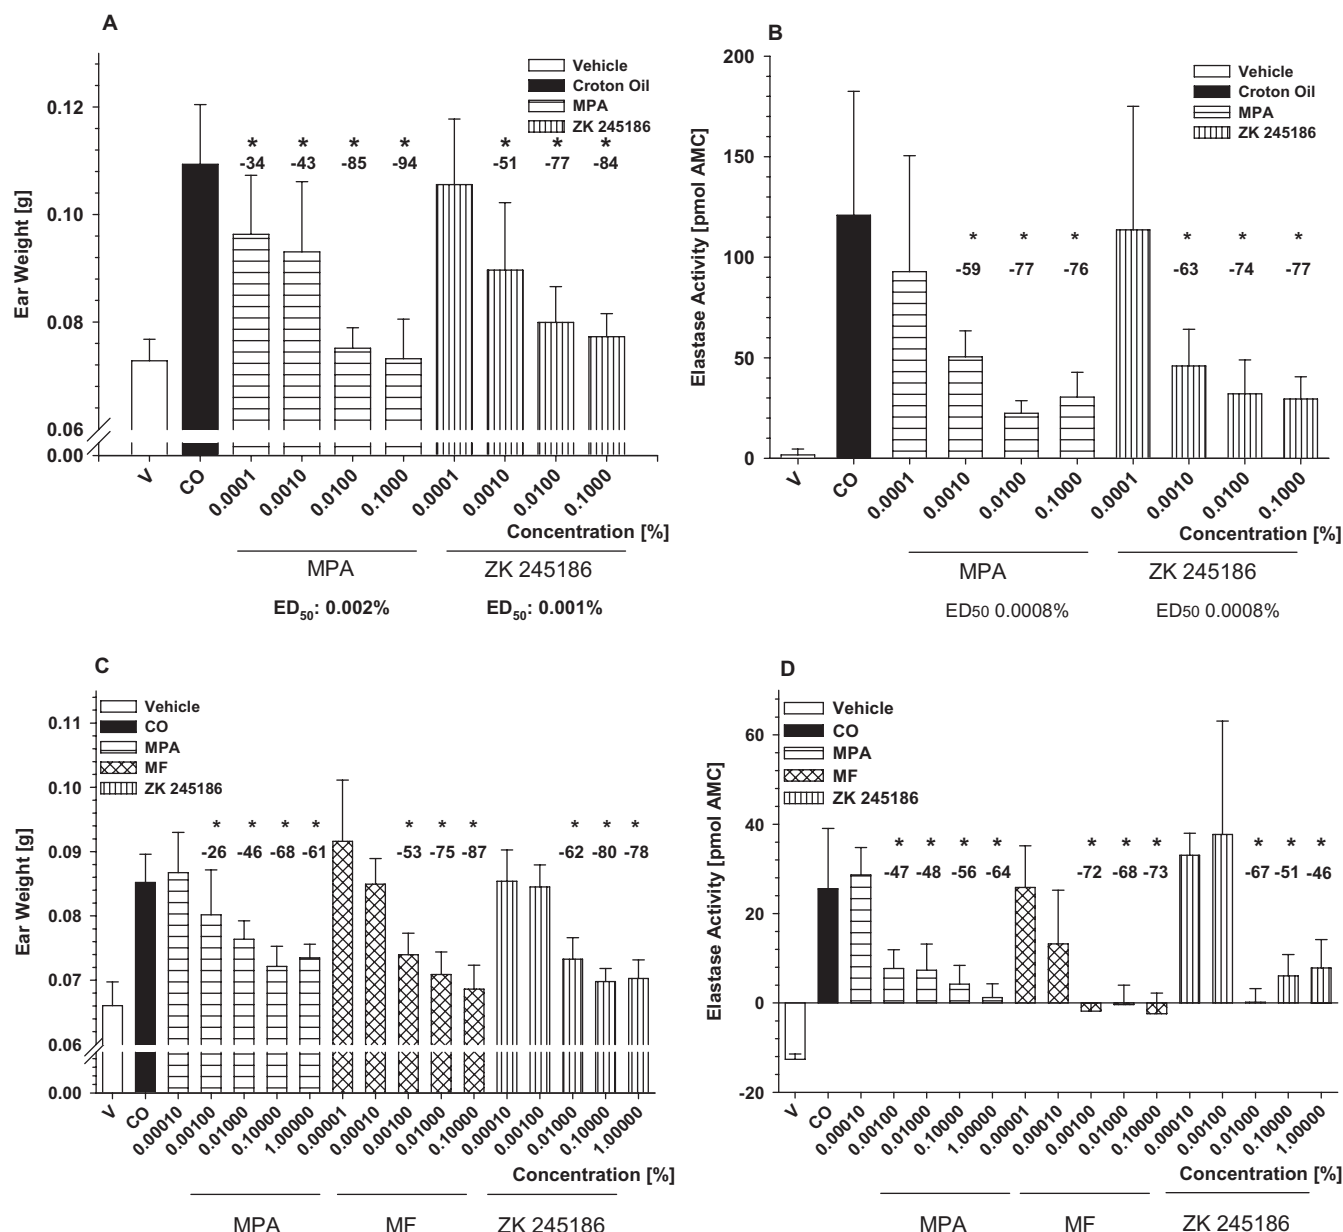 A
Vehicle
Croton Oil
MPA
ZK 245186
Ear Weight [g]
0.12
0.10
0.08
0.06
0.00
* * * * * * *
-34 -43 -85 -94 -51 -77 -84
V CO 0.0001 0.0010 0.0100 0.1000 0.0001 0.0010 0.0100 0.1000
Concentration [%]
MPA ZK 245186
ED50: 0.002% ED50: 0.001%
B
Vehicle
Croton Oil
MPA
ZK 245186
Elastase Activity [pmol AMC]
200
150
100
50
0
* * * * * *
-59 -77 -76 -63 -74 -77
V CO 0.0001 0.0010 0.0100 0.1000 0.0001 0.0010 0.0100 0.1000
Concentration [%]
MPA ZK 245186
ED50 0.0008% ED50 0.0008%
C
Vehicle
CO
MPA
MF
ZK 245186
Ear Weight [g]
0.11
0.10
0.09
0.08
0.07
0.06
0.00
* * * * * * * * * *
-26 -46 -68 -61 -53 -75 -87 -62 -80 -78
V CO 0.00010 0.00100 0.01000 0.10000 1.00000 0.00001 0.00010 0.00100 0.01000 0.10000 0.00010 0.00100 0.01000 0.10000 1.00000
Concentration [%]
MPA MF ZK 245186
D
Vehicle
CO
MPA
MF
ZK 245186
Elastase Activity [pmol AMC]
60
40
20
0
-20
* * * * * * * * * *
-47 -48 -56 -64 -72 -68 -73 -67 -51 -46
V CO 0.00010 0.00100 0.01000 0.10000 1.00000 0.00001 0.00010 0.00100 0.01000 0.10000 0.00010 0.00100 0.01000 0.10000 1.00000
Concentration [%]
MPA MF ZK 245186